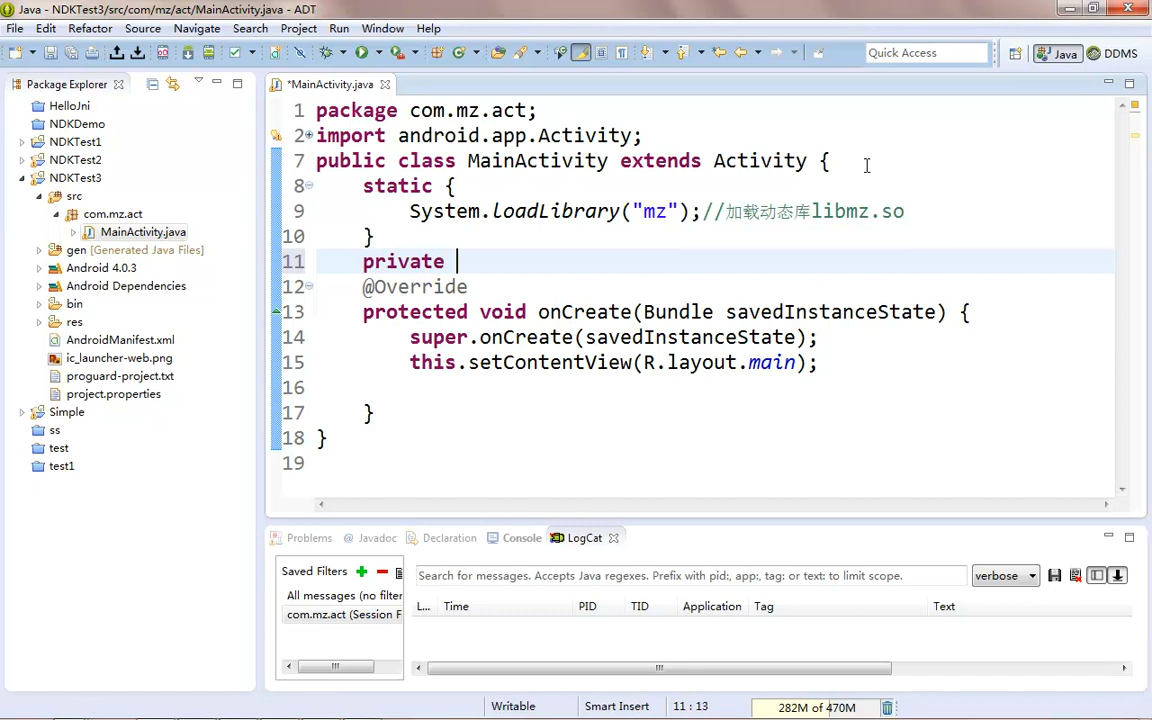 Java - NDKTest3/src/com/mz/act/MainActivity.java - ADT
File Edit Refactor Source Navigate Search Project Run Window Help
Quick Access
Java
DDMS
Package Explorer
HelloJni
NDKDemo
NDKTest1
NDKTest2
NDKTest3
src
com.mz.act
MainActivity.java
gen [Generated Java Files]
Android 4.0.3
Android Dependencies
bin
res
AndroidManifest.xml
ic_launcher-web.png
proguard-project.txt
project.properties
Simple
ss
test
test1
*MainActivity.java
1 package com.mz.act;
2 import android.app.Activity;
7 public class MainActivity extends Activity {
8 static {
9 System.loadLibrary("mz");//加载动态库libmz.so
10 }
11 private
12 @Override
13 protected void onCreate(Bundle savedInstanceState) {
14 super.onCreate(savedInstanceState);
15 this.setContentView(R.layout.main);
16
17 }
18 }
19
Problems @ Javadoc Declaration Console LogCat
Saved Filters
All messages (no filter
com.mz.act (Session F
Search for messages. Accepts Java regexes. Prefix with pid:, app:, tag: or text: to limit scope.
verbose
L... Time PID TID Application Tag Text
Writable Smart Insert 11 : 13 282M of 470M